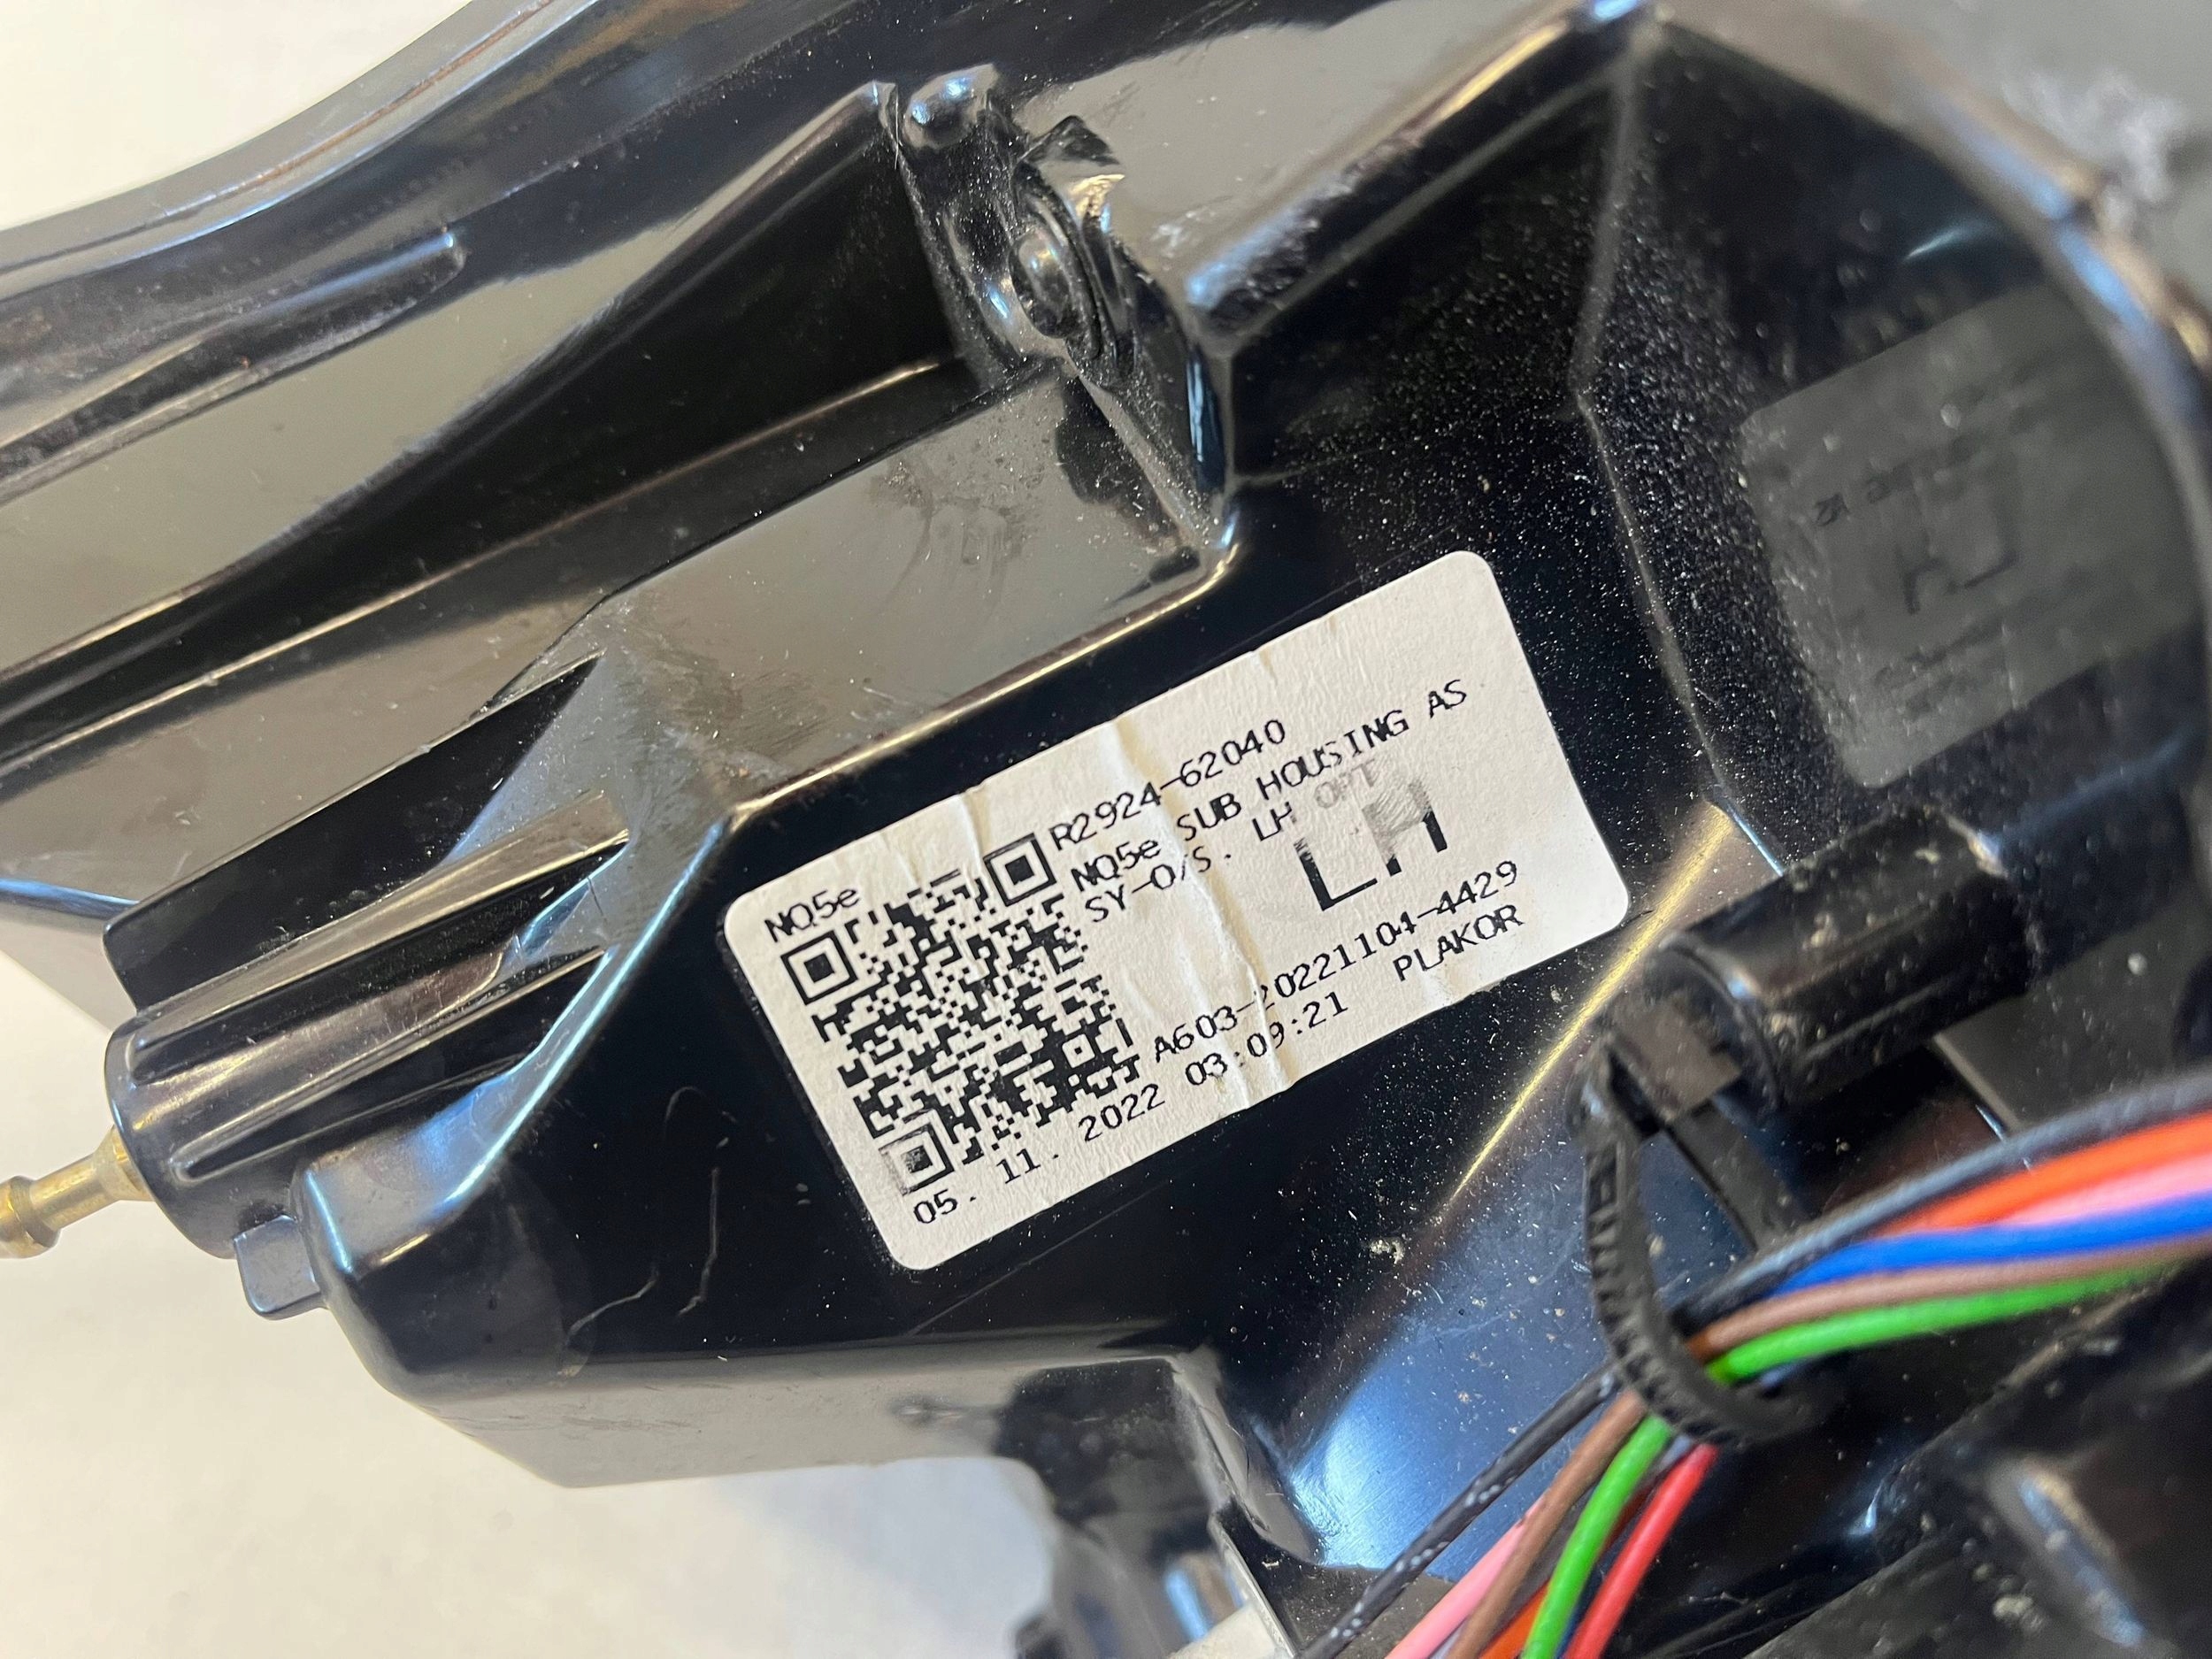 NQ5e
R2924-62040
NQ5e SUB HOUSING AS
SY-O/S. LH OPT
LH
A603-20221104-4429
05. 11. 2022 03:09:21 PLAKOR